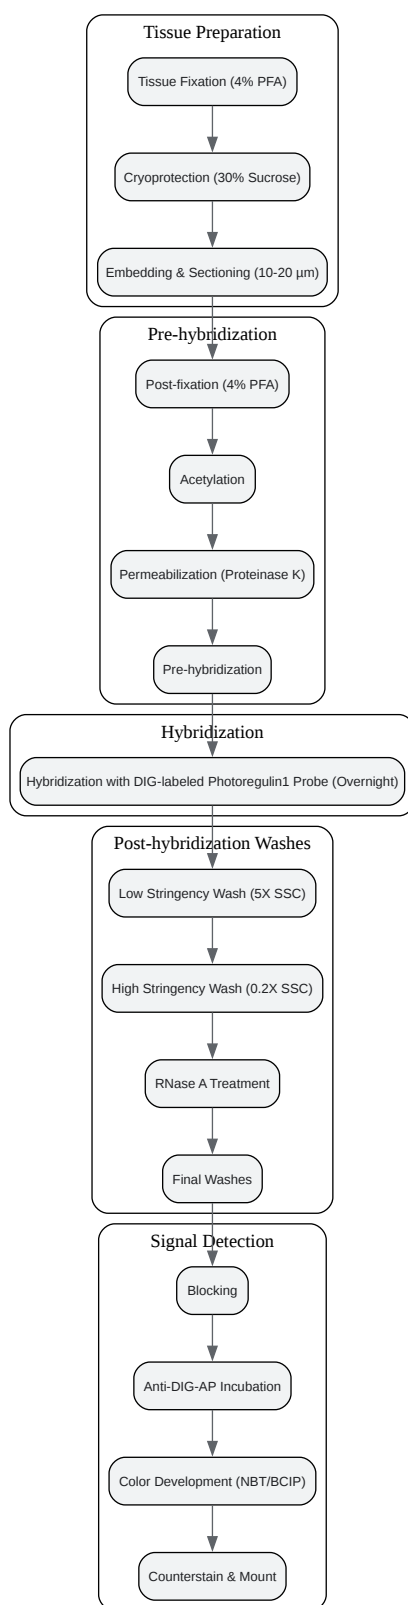 Tissue Preparation
Tissue Fixation (4% PFA)
Cryoprotection (30% Sucrose)
Embedding & Sectioning (10-20 µm)
Pre-hybridization
Post-fixation (4% PFA)
Acetylation
Permeabilization (Proteinase K)
Pre-hybridization
Hybridization
Hybridization with DIG-labeled Photoregulin1 Probe (Overnight)
Post-hybridization Washes
Low Stringency Wash (5X SSC)
High Stringency Wash (0.2X SSC)
RNase A Treatment
Final Washes
Signal Detection
Blocking
Anti-DIG-AP Incubation
Color Development (NBT/BCIP)
Counterstain & Mount